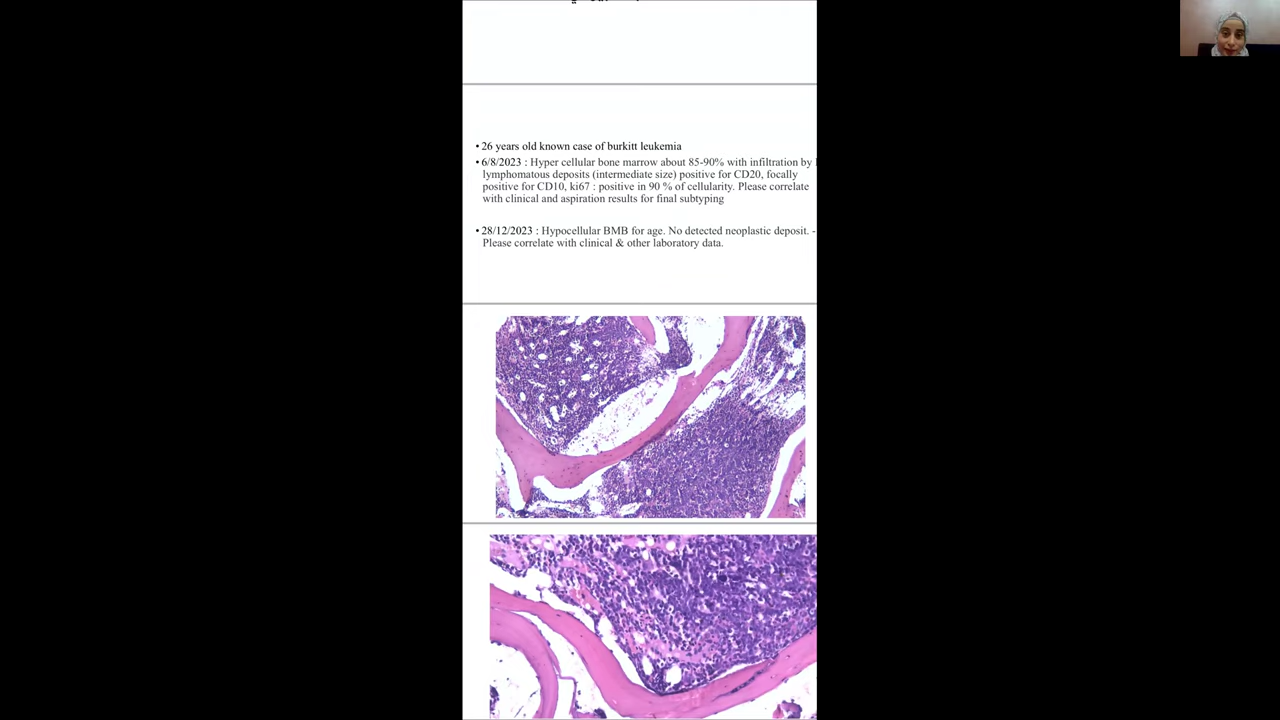 • 26 years old known case of burkitt leukemia
• 6/8/2023 : Hyper cellular bone marrow about 85-90% with infiltration by
lymphomatous deposits (intermediate size) positive for CD20, focally
positive for CD10, ki67 : positive in 90 % of cellularity. Please correlate
with clinical and aspiration results for final subtyping
• 28/12/2023 : Hypocellular BMB for age. No detected neoplastic deposit. -
Please correlate with clinical & other laboratory data.